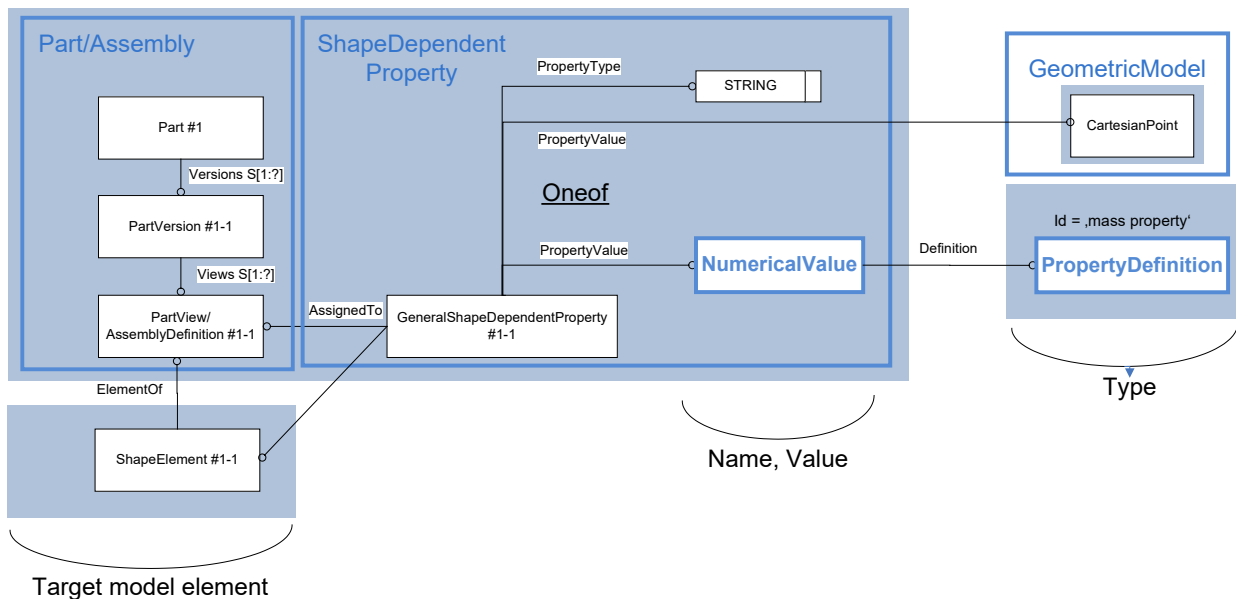 Part/Assembly
ShapeDependent
Property
PropertyType
STRING
GeometricModel
Part #1
CartesianPoint
PropertyValue
Versions S[1:?]
Oneof
PartVersion #1-1
Id = ‚mass property‘
PropertyValue
NumericalValue
Definition
PropertyDefinition
Views S[1:?]
AssignedTo
PartView/
AssemblyDefinition #1-1
GeneralShapeDependentProperty
#1-1
ElementOf
Type
ShapeElement #1-1
Name, Value
Target model element